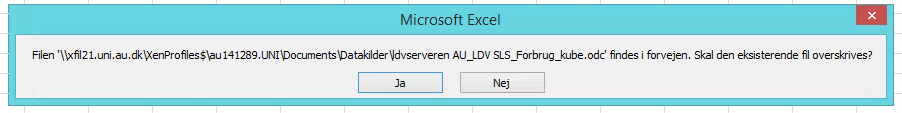 Microsoft Excel
Filen '\\xfil21.uni.au.dk\XenProfiles$\au141289.UNI\Documents\Datakilder\ldvserveren AU_LDV SLS_Forbrug_kube.odc' findes i forvejen. Skal den eksisterende fil overskrives?
Ja
Nej